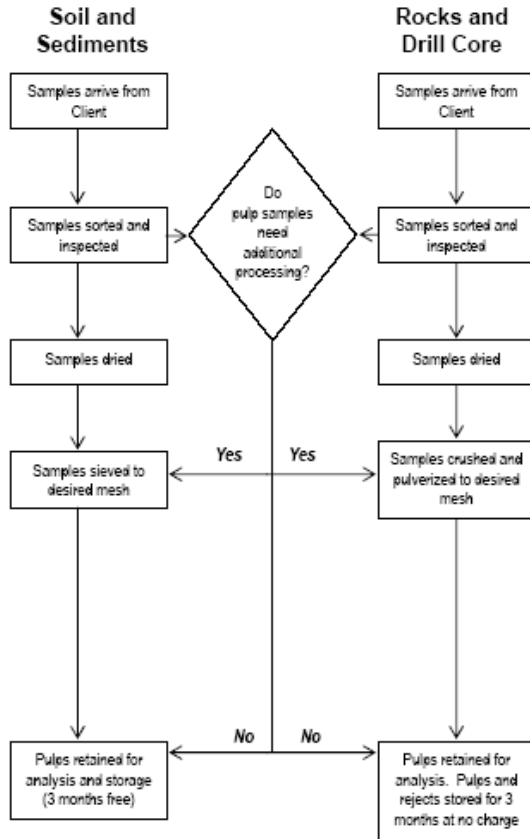 Soil and
Sediments
Rocks and
Drill Core
Samples arrive from
Client
Samples arrive from
Client
Do
pulp samples
need
additional
processing?
Samples sorted and
inspected
Samples sorted and
inspected
Samples dried
Samples dried
Yes
Yes
Samples sieved to
desired mesh
Samples crushed and
pulverized to desired
mesh
No
No
Pulps retained for
analysis and storage
(3 months free)
Pulps retained for
analysis. Pulps and
rejects stored for 3
months at no charge